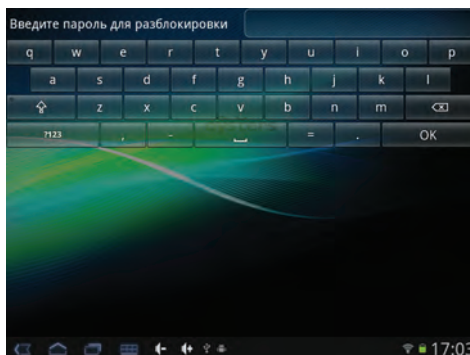 Введите пароль для разблокировки
q w e r t y u i o p
a s d f g h j k l
z x c v b n m
?123 , - = . OK
17:03